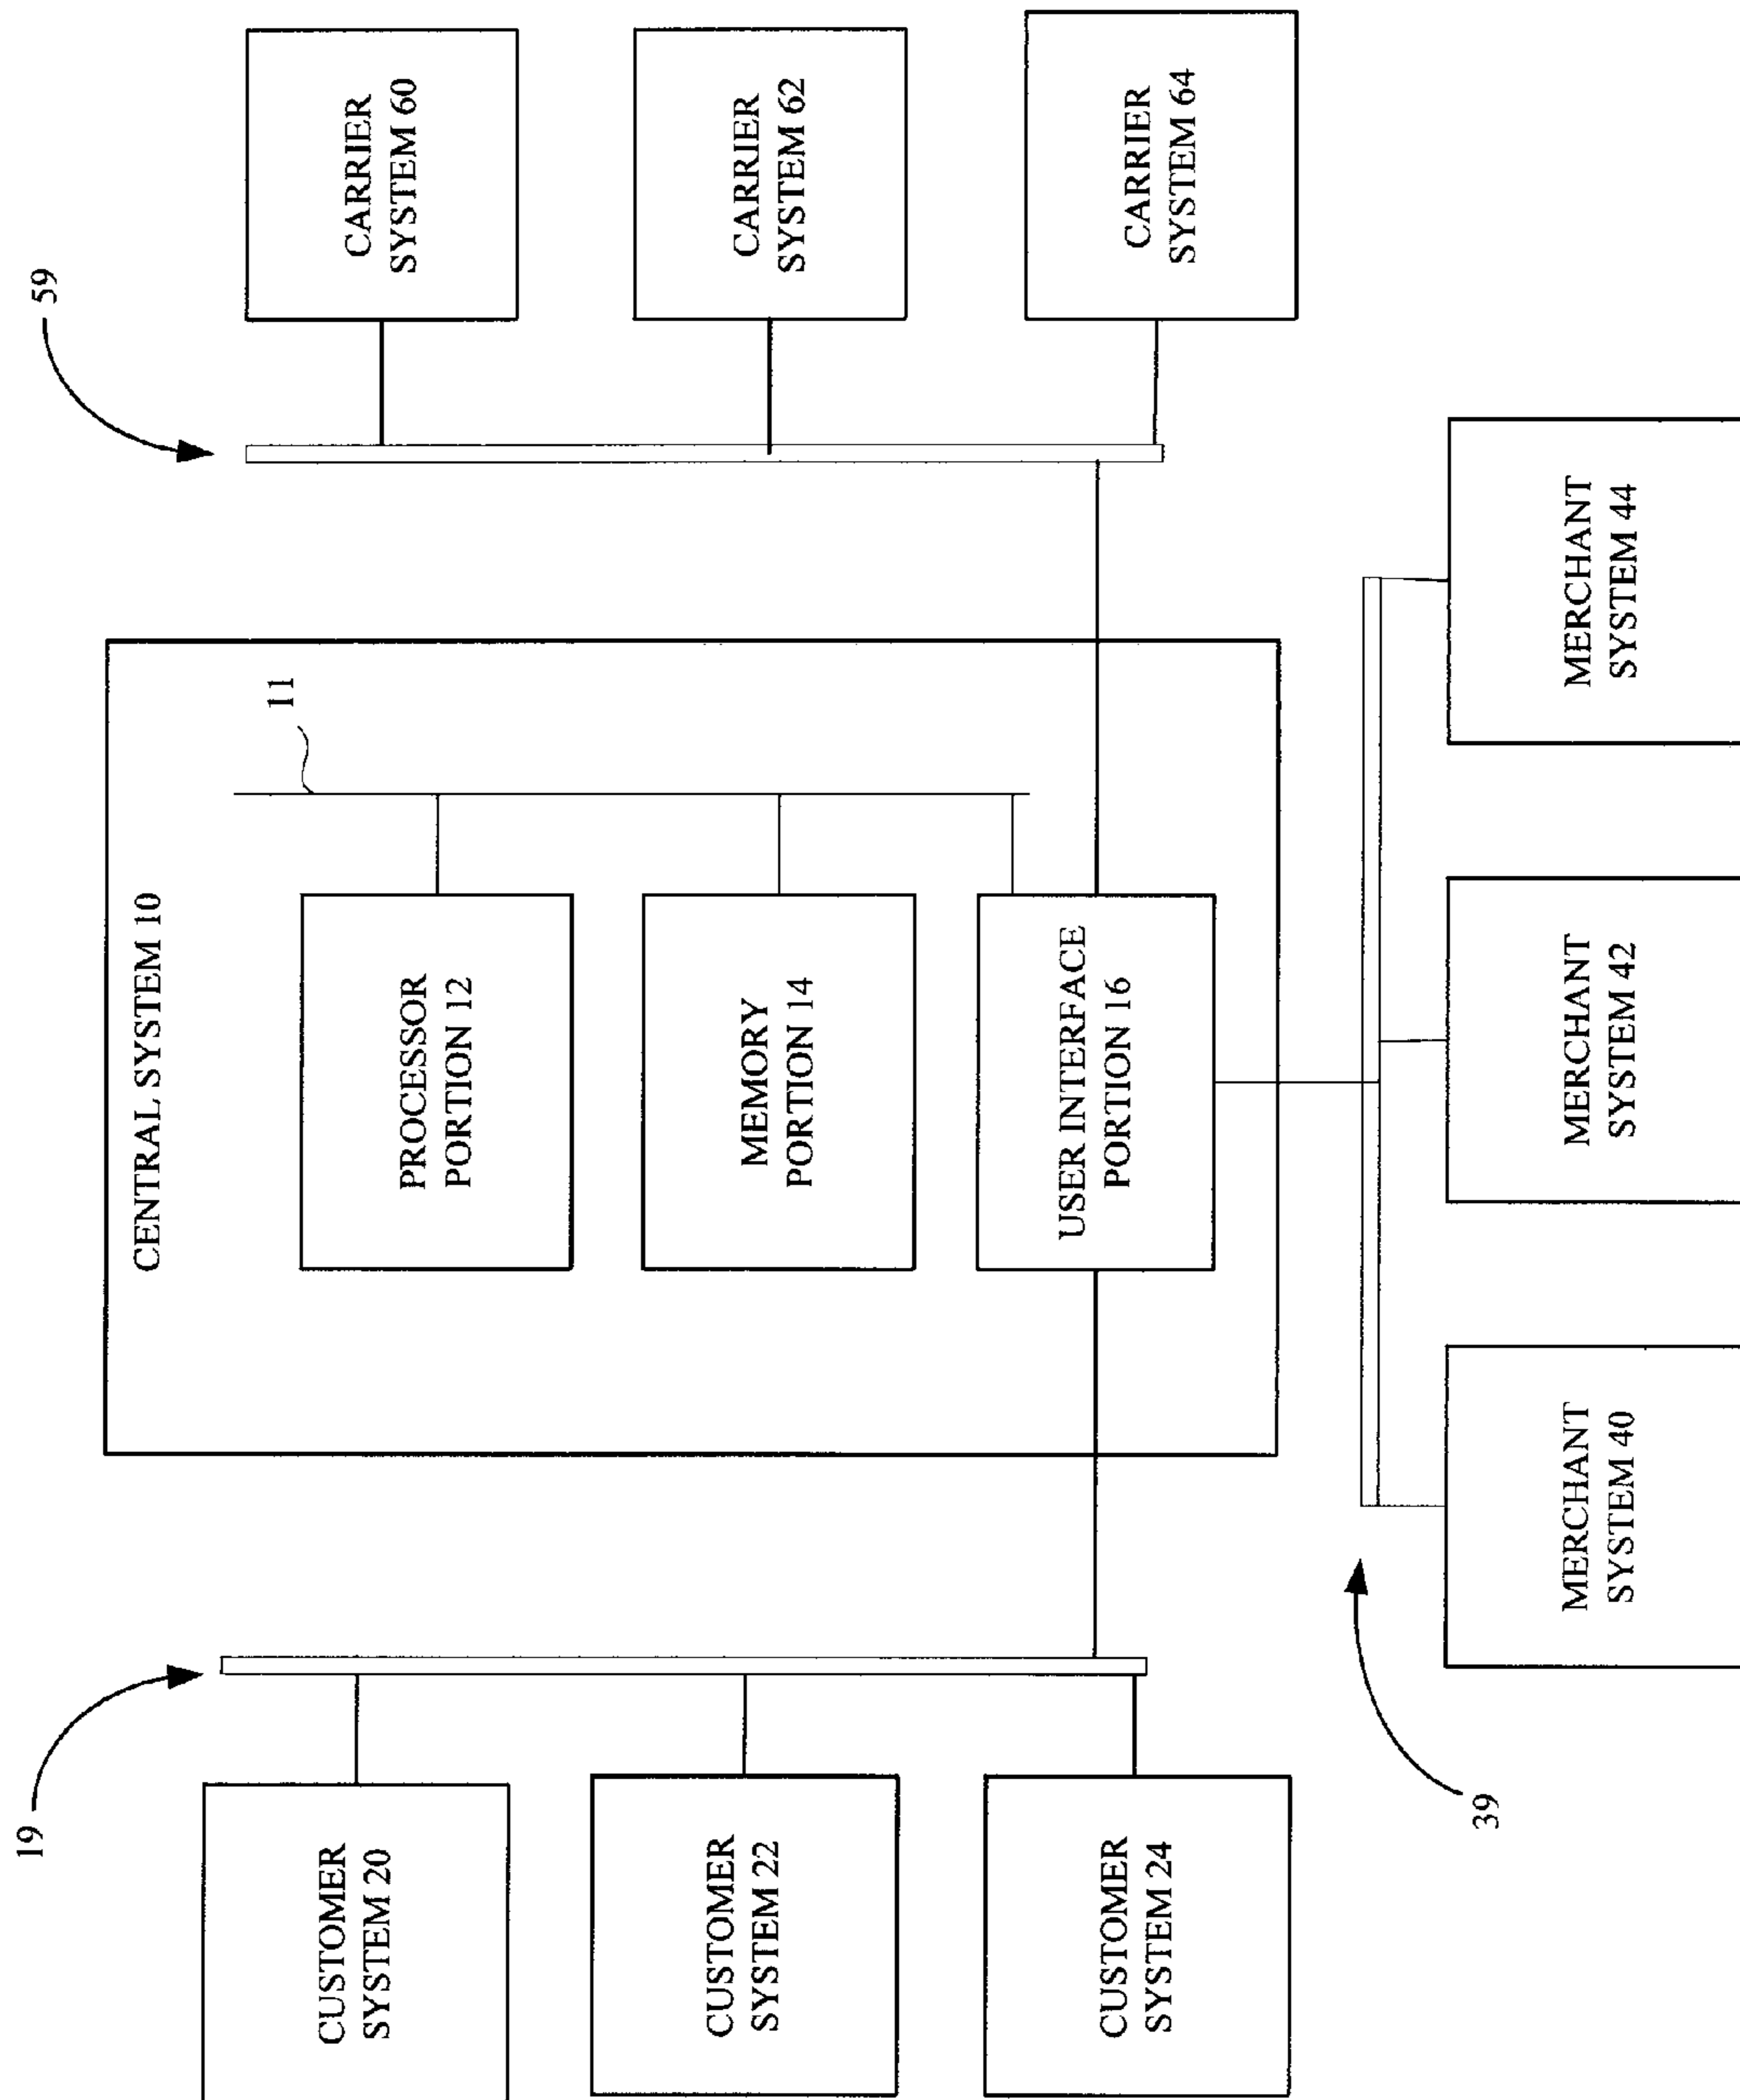 19
CUSTOMER
SYSTEM 20
CUSTOMER
SYSTEM 22
CUSTOMER
SYSTEM 24
CENTRAL SYSTEM 10
11
PROCESSOR
PORTION 12
MEMORY
PORTION 14
USER INTERFACE
PORTION 16
59
CARRIER
SYSTEM 60
CARRIER
SYSTEM 62
CARRIER
SYSTEM 64
39
MERCHANT
SYSTEM 40
MERCHANT
SYSTEM 42
MERCHANT
SYSTEM 44